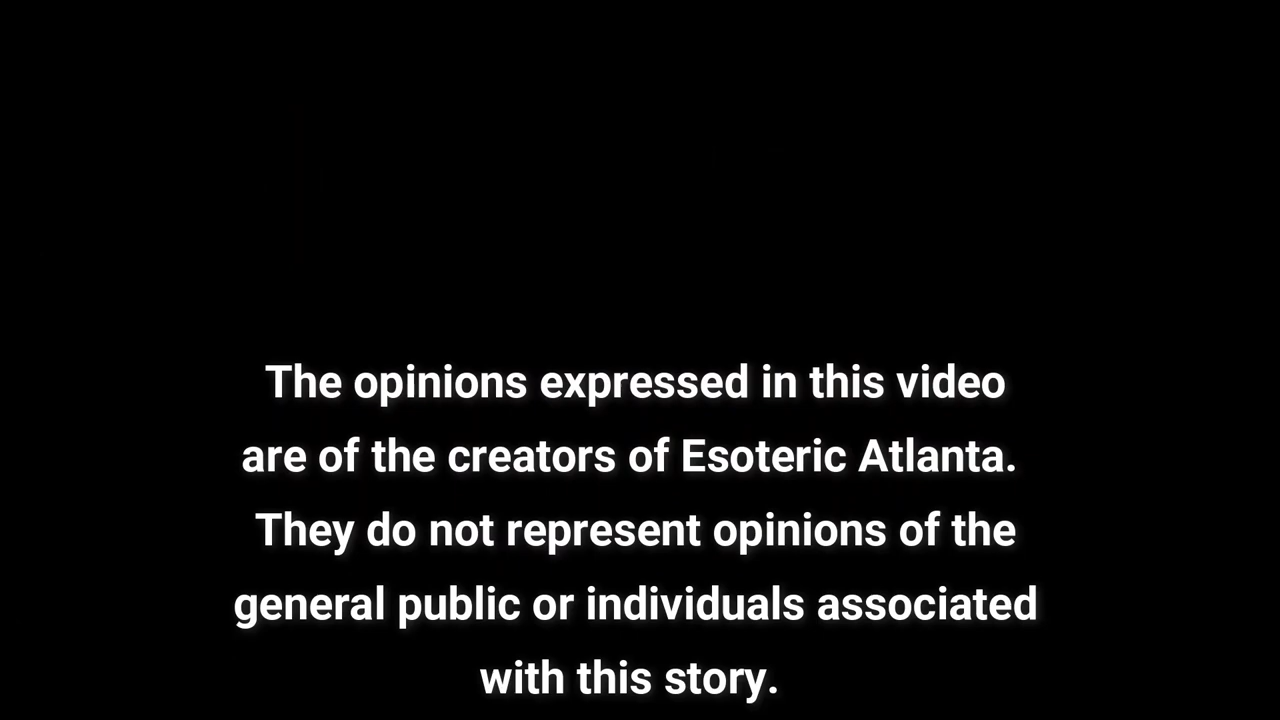 The opinions expressed in this video
are of the creators of Esoteric Atlanta.
They do not represent opinions of the
general public or individuals associated
with this story.